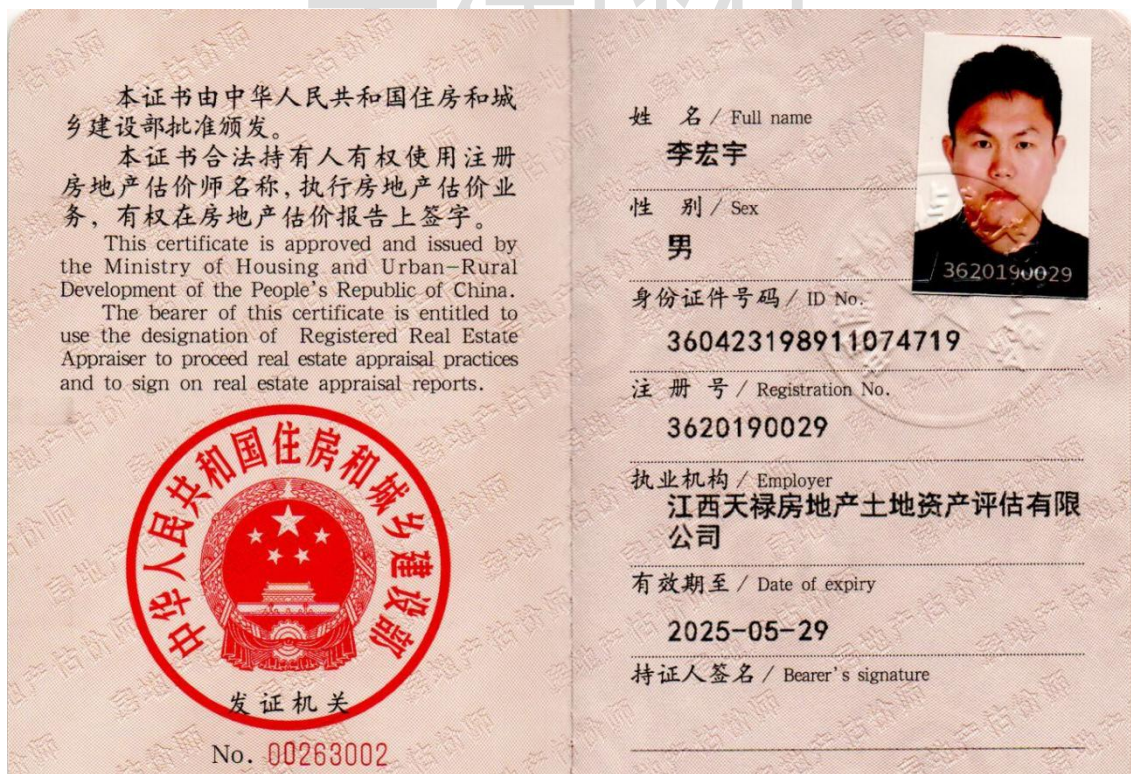 本证书由中华人民共和国住房和城
乡建设部批准颁发。
本证书合法持有人有权使用注册
房地产估价师名称，执行房地产估价业
务，有权在房地产估价报告上签字。
This certificate is approved and issued by
the Ministry of Housing and Urban-Rural
Development of the People's Republic of China.
The bearer of this certificate is entitled to
use the designation of Registered Real Estate
Appraiser to proceed real estate appraisal practices
and to sign on real estate appraisal reports.
中华人民共和国住房和城乡建设部
发证机关
No. 00263002
姓 名 / Full name
李宏宇
性 别 / Sex
男
身份证件号码 / ID No.
360423198911074719
注 册 号 / Registration No.
3620190029
执业机构 / Employer
江西天禄房地产土地资产评估有限
公司
有效期至 / Date of expiry
2025-05-29
持证人签名 / Bearer's signature
3620190029